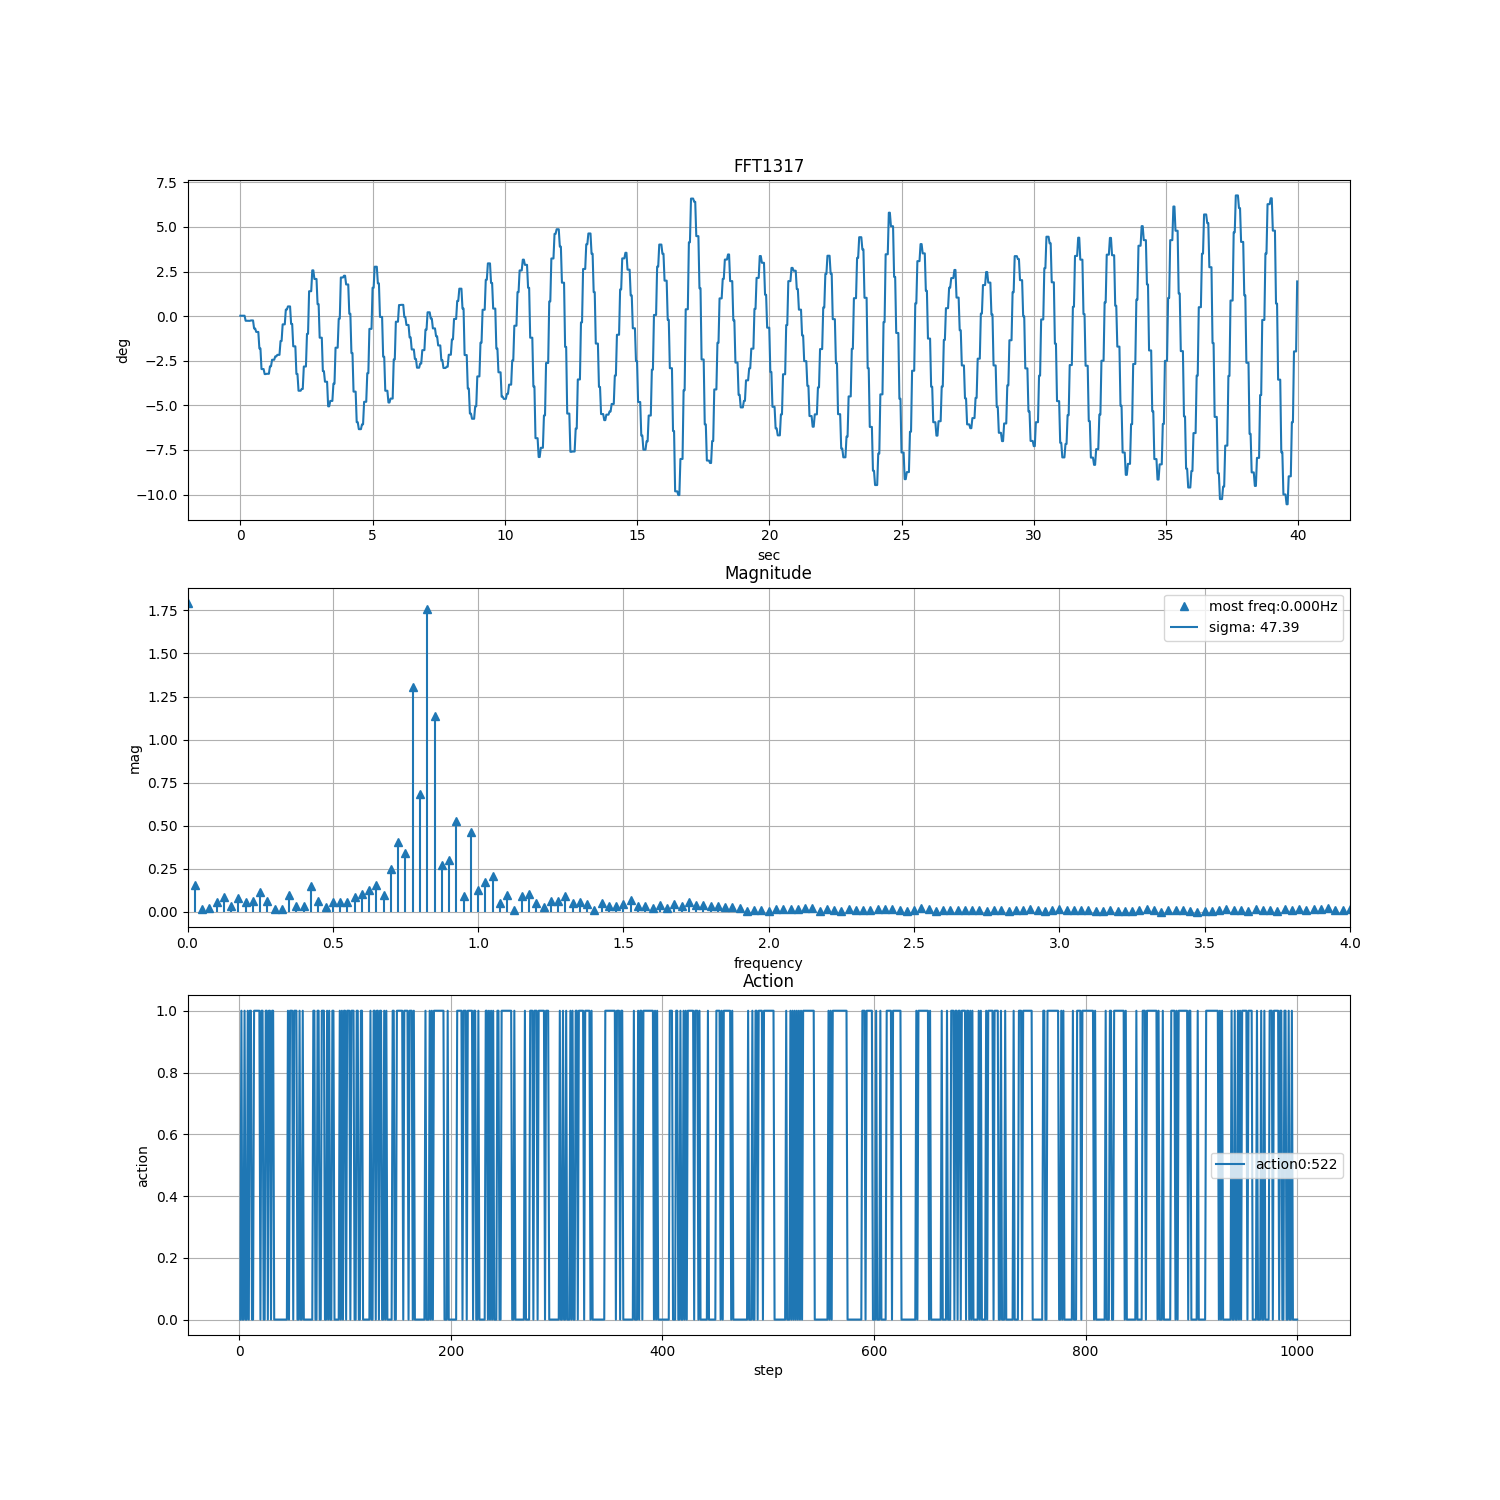 FFT1317
7.5
5.0
2.5
0.0
−2.5
−5.0
−7.5
−10.0
deg
0 5 10 15 20 25 30 35 40
sec
Magnitude
1.75
1.50
1.25
1.00
0.75
0.50
0.25
0.00
mag
most freq:0.000Hz
sigma: 47.39
0.0 0.5 1.0 1.5 2.0 2.5 3.0 3.5 4.0
frequency
Action
1.0
0.8
0.6
0.4
0.2
0.0
action
action0:522
0 200 400 600 800 1000
step